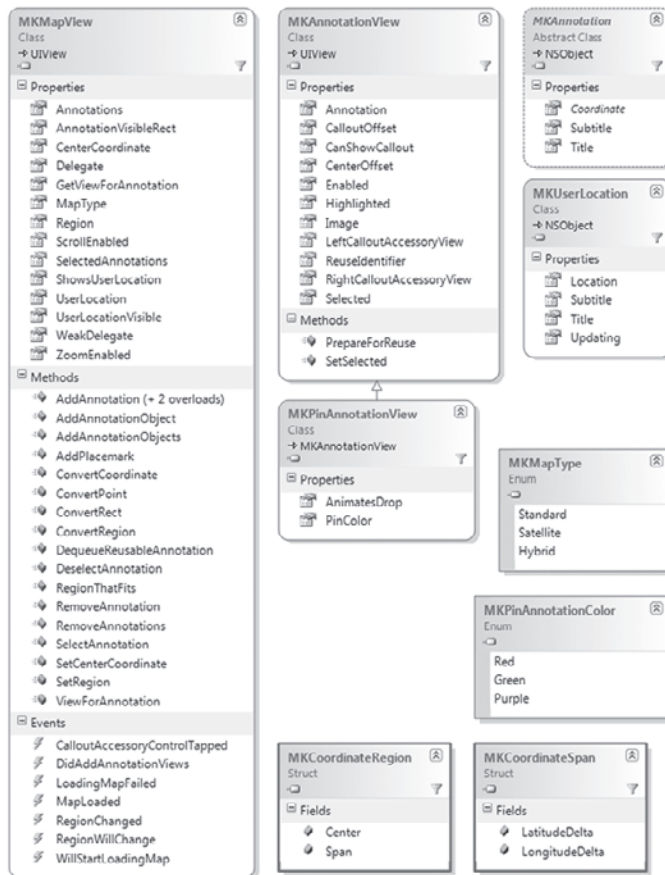 MKMapView
Class
UIView
Properties
Annotations
AnnotationVisibleRect
CenterCoordinate
Delegate
GetViewForAnnotation
MapType
Region
ScrollEnabled
SelectedAnnotations
ShowsUserLocation
UserLocation
UserLocationVisible
WeakDelegate
ZoomEnabled
Methods
AddAnnotation (+ 2 overloads)
AddAnnotationObject
AddAnnotationObjects
AddPlacemark
ConvertCoordinate
ConvertPoint
ConvertRect
ConvertRegion
DequeueReusableAnnotation
DeselectAnnotation
RegionThatFits
RemoveAnnotation
RemoveAnnotations
SelectAnnotation
SetCenterCoordinate
SetRegion
ViewForAnnotation
Events
CalloutAccessoryControlTapped
DidAddAnnotationViews
LoadingMapFailed
MapLoaded
RegionChanged
RegionWillChange
WillStartLoadingMap
MKAnnotationView
Class
UIView
Properties
Annotation
CalloutOffset
CanShowCallout
CenterOffset
Enabled
Highlighted
Image
LeftCalloutAccessoryView
ReuseIdentifier
RightCalloutAccessoryView
Selected
Methods
PrepareForReuse
SetSelected
MKPinAnnotationView
Class
MKAnnotationView
Properties
AnimatesDrop
PinColor
MKAnnotation
Abstract Class
NSObject
Properties
Coordinate
Subtitle
Title
MKUserLocation
Class
NSObject
Properties
Location
Subtitle
Title
Updating
MKMapType
Enum
Standard
Satellite
Hybrid
MKPinAnnotationColor
Enum
Red
Green
Purple
MKCoordinateRegion
Struct
Fields
Center
Span
MKCoordinateSpan
Struct
Fields
LatitudeDelta
LongitudeDelta